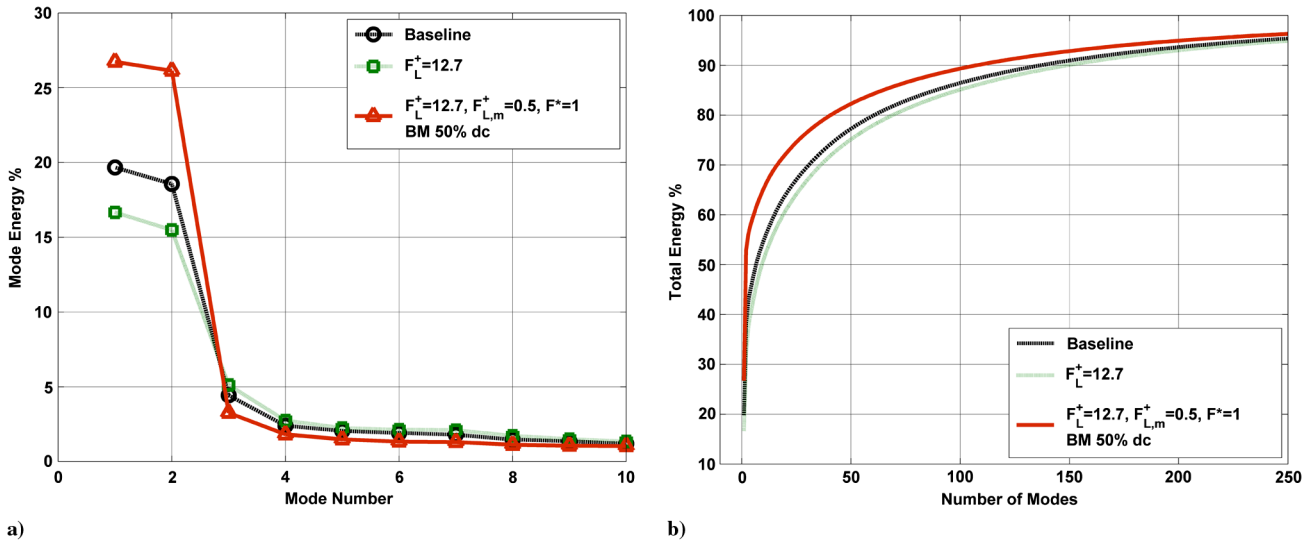 30
25
20
15
10
5
0
Mode Energy %
0 2 4 6 8 10
Mode Number
Baseline
F+L=12.7
F+L=12.7, F+L,m=0.5, F*=1
BM 50% dc
a)
100
90
80
70
60
50
40
30
20
10
Total Energy %
0 50 100 150 200 250
Number of Modes
Baseline
F+L=12.7
F+L=12.7, F+L,m=0.5, F*=1
BM 50% dc
b)